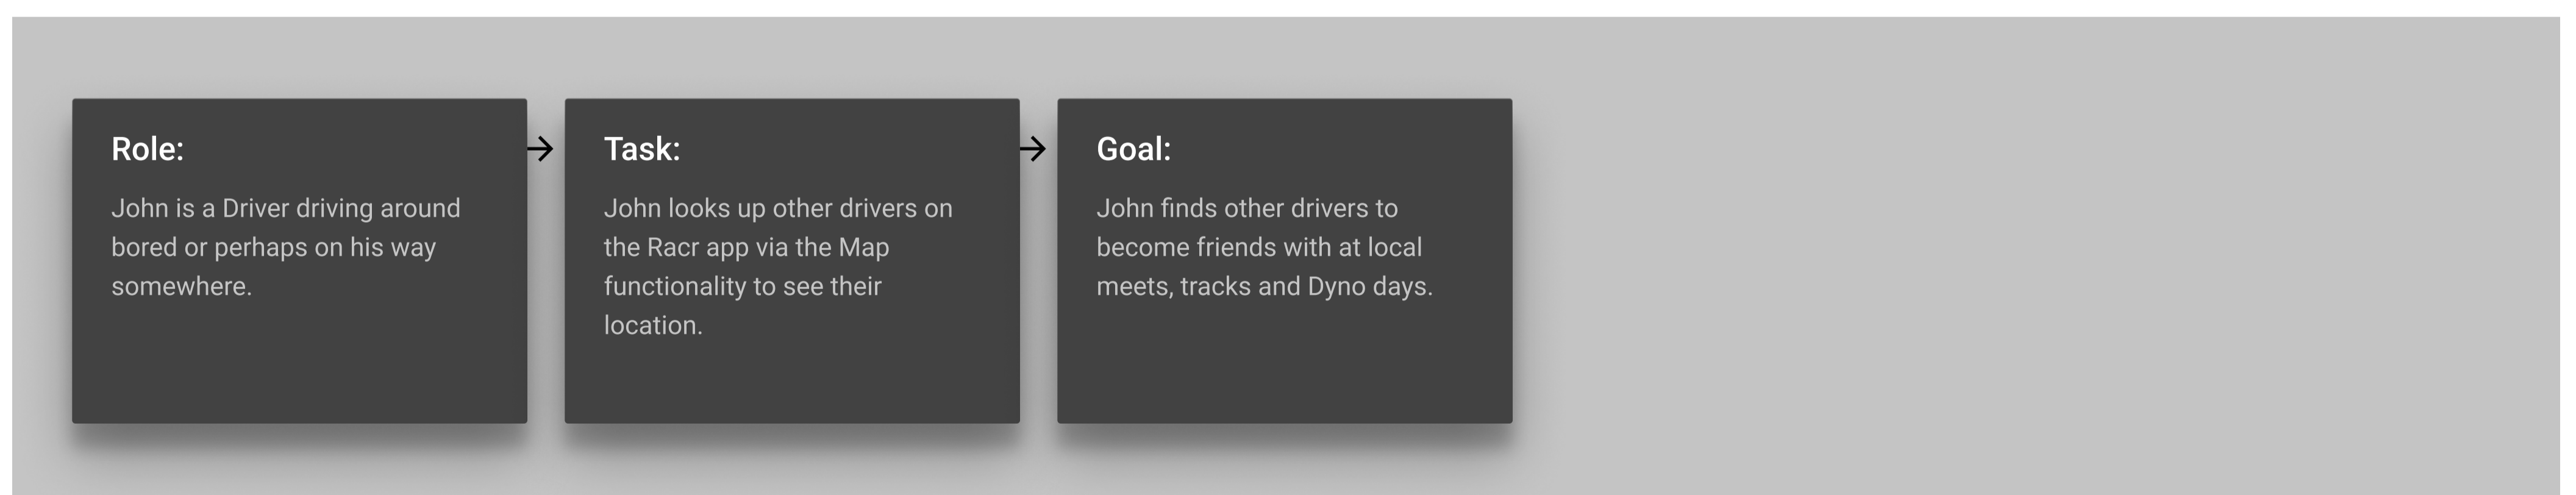 Role:
John is a Driver driving around
bored or perhaps on his way
somewhere.
Task:
John looks up other drivers on
the Racr app via the Map
functionality to see their
location.
Goal:
John finds other drivers to
become friends with at local
meets, tracks and Dyno days.